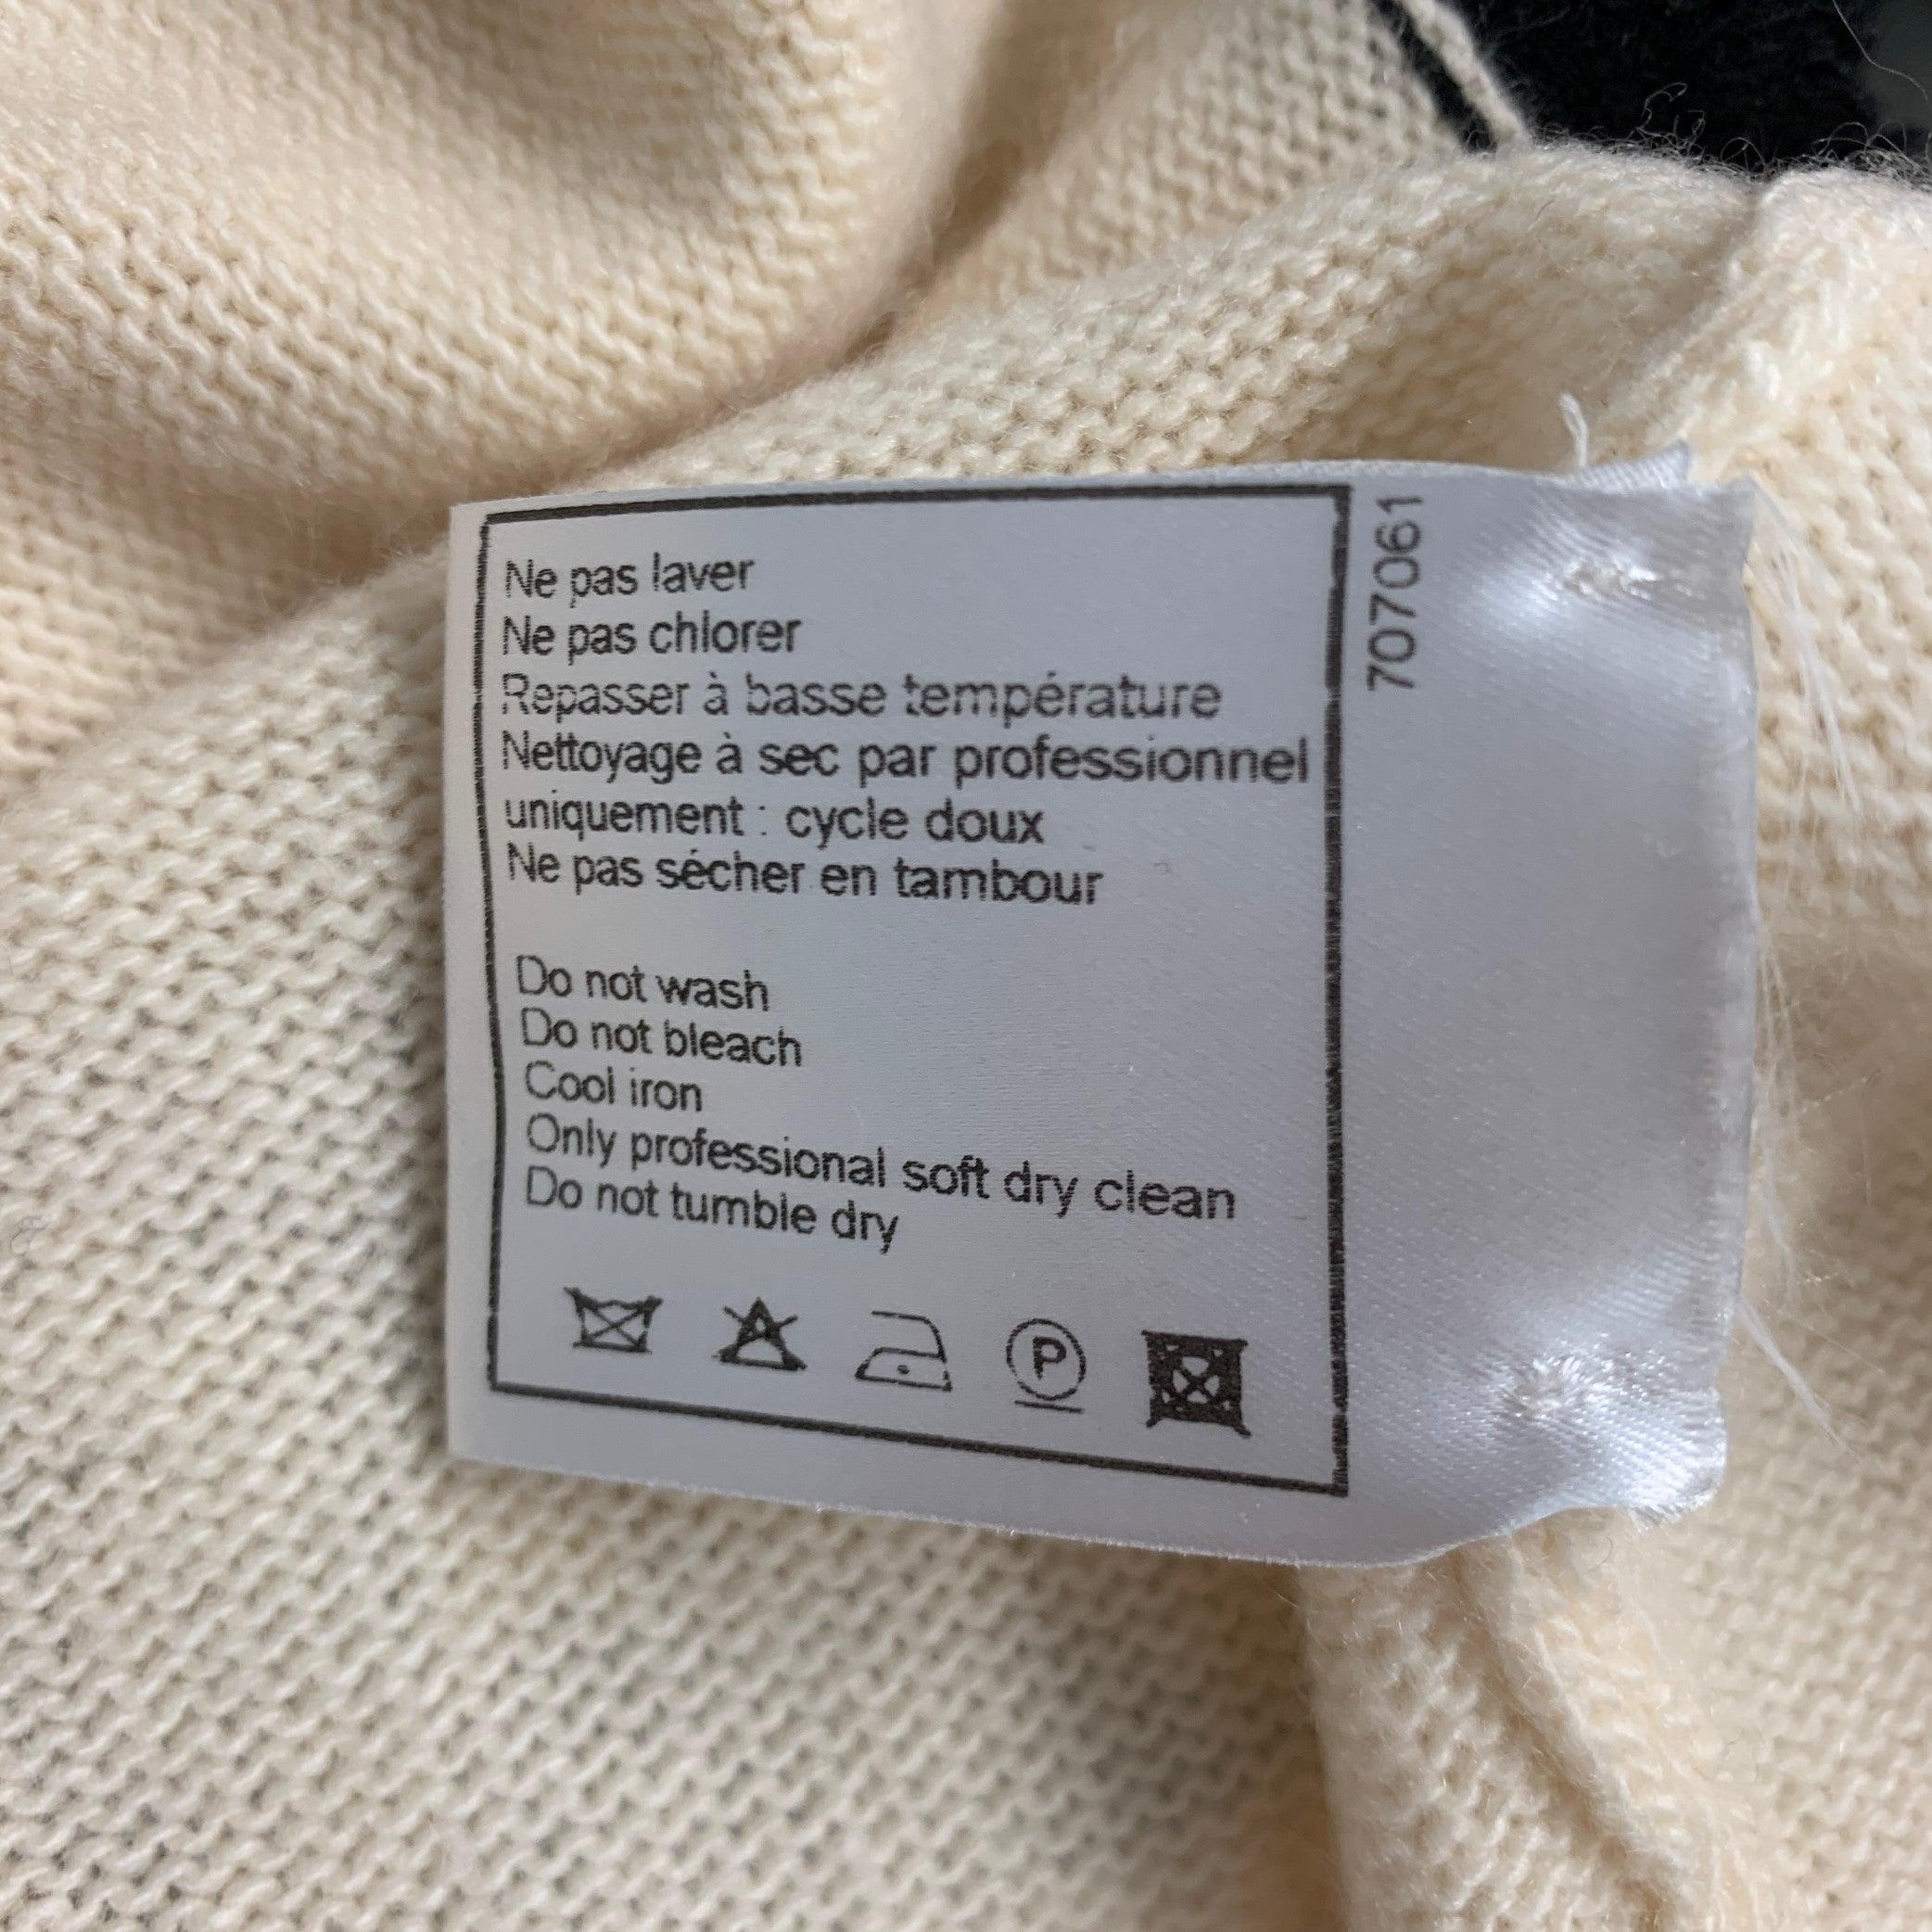 Ne pas laver
Ne pas chlorer
Repasser à basse température
Nettoyage à sec par professionnel
uniquement : cycle doux
Ne pas sécher en tambour
Do not wash
Do not bleach
Cool iron
Only professional soft dry clean
Do not tumble dry
P
707061